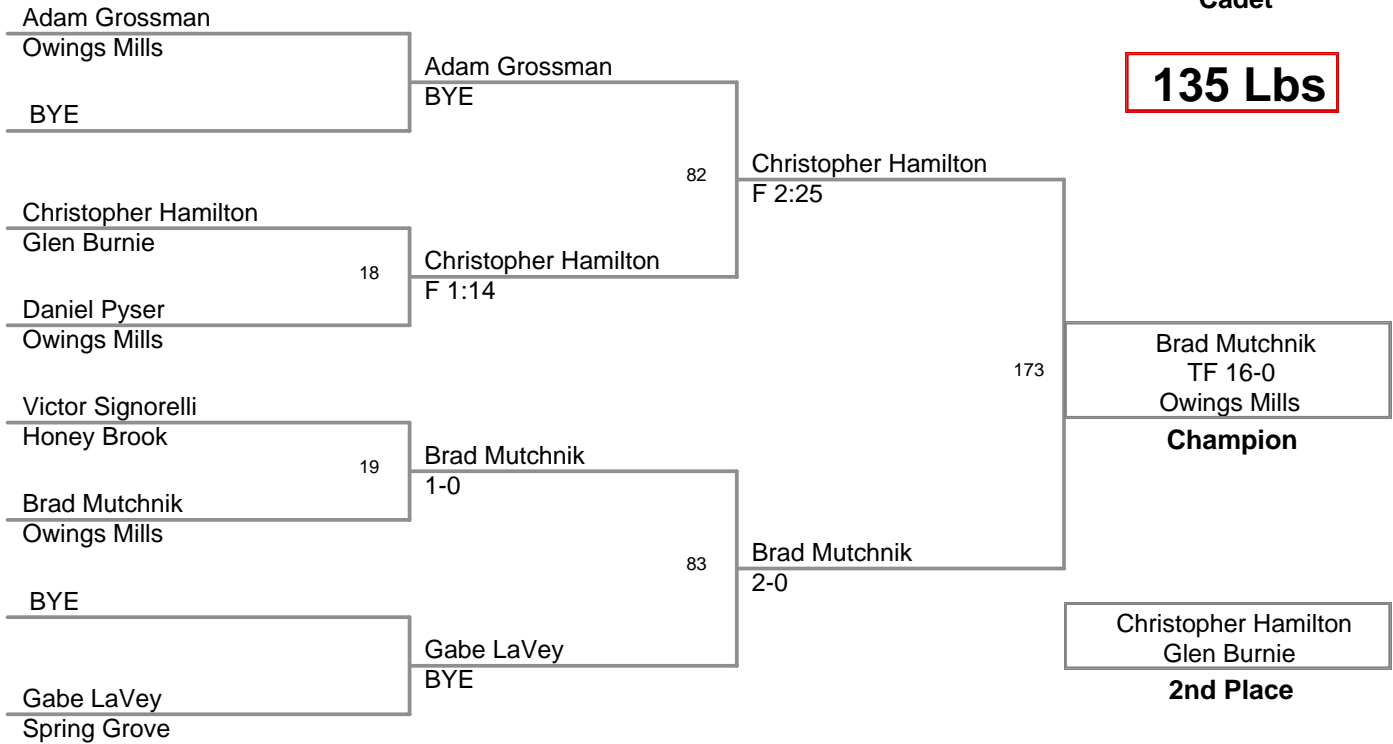 Cadet
135 Lbs
Adam Grossman
Owings Mills
BYE
Christopher Hamilton
Glen Burnie
18
Daniel Pyser
Owings Mills
Victor Signorelli
Honey Brook
19
Brad Mutchnik
Owings Mills
BYE
Gabe LaVey
Spring Grove
Adam Grossman
BYE
82
Christopher Hamilton
F 1:14
Brad Mutchnik
1-0
83
Gabe LaVey
BYE
Christopher Hamilton
F 2:25
173
Brad Mutchnik
2-0
Brad Mutchnik
TF 16-0
Owings Mills
Champion
Christopher Hamilton
Glen Burnie
2nd Place